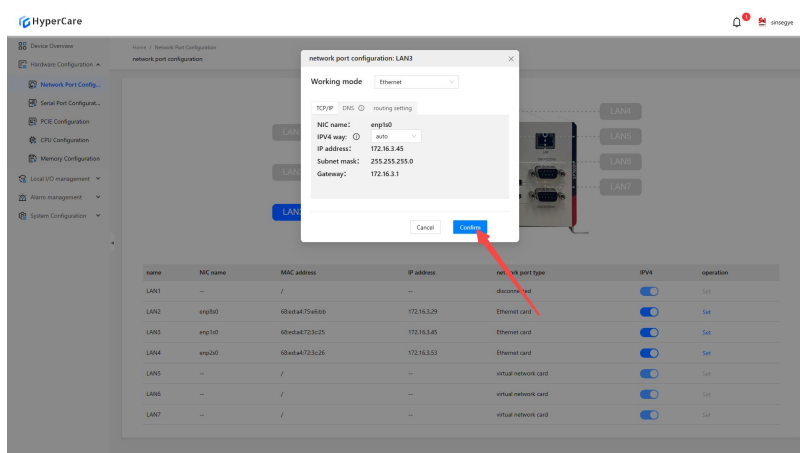 HyperCare
1
sinsegye
Device Overview
Hardware Configuration
Network Port Config...
Serial Port Configurat...
PCIE Configuration
CPU Configuration
Memory Configuration
Local I/O management
Alarm management
System Configuration
Home / Network Port Configuration
network port configuration
network port configuration: LAN3
Working mode Ethernet
TCP/IP DNS routing setting
NIC name: enp1s0
IPV4 way: auto
IP address: 172.16.3.45
Subnet mask: 255.255.255.0
Gateway: 172.16.3.1
Cancel Confirm
LAN4
LAN5
LAN6
LAN7
name NIC name MAC address IP address network port type IPV4 operation
LAN1 -- / -- disconnected Set
LAN2 enp8s0 68:ed:a4:75:e6:bb 172.16.3.29 Ethernet card Set
LAN3 enp1s0 68:ed:a4:72:3c:25 172.16.3.45 Ethernet card Set
LAN4 enp2s0 68:ed:a4:72:3c:26 172.16.3.53 Ethernet card Set
LAN5 -- / -- virtual network card Set
LAN6 -- / -- virtual network card Set
LAN7 -- / -- virtual network card Set